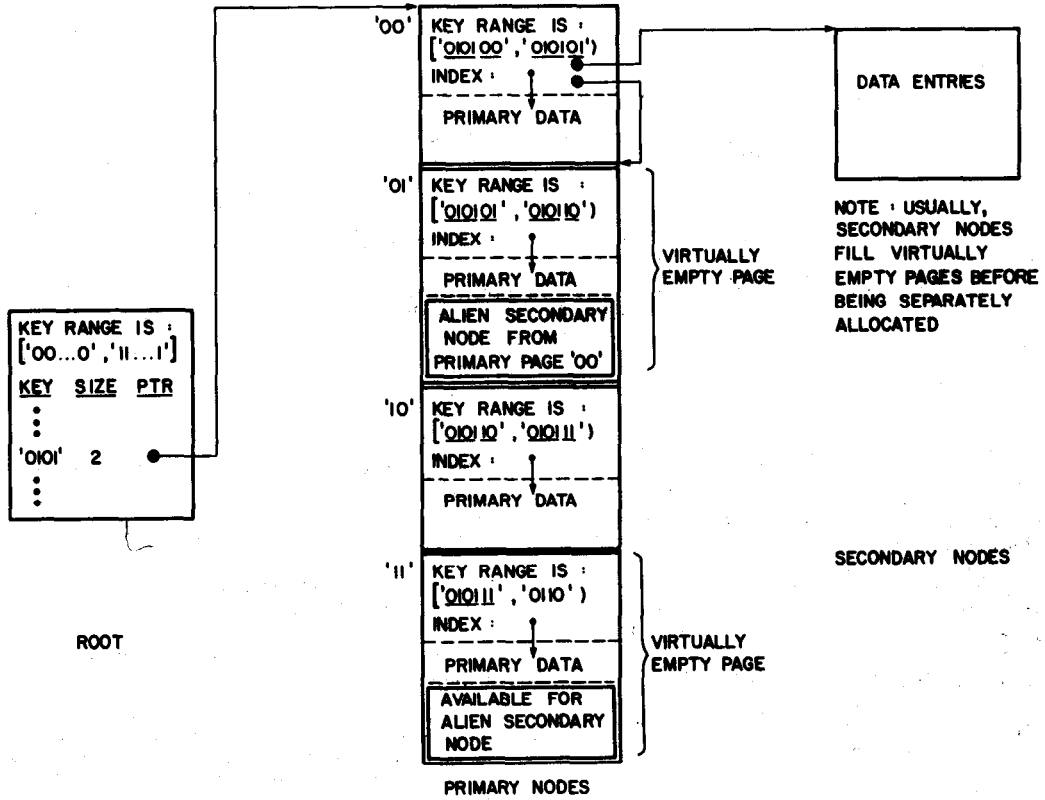 KEY RANGE IS :
['00...0','11...1']
KEY SIZE PTR
'0101' 2
ROOT
'00'
KEY RANGE IS :
['010100','010101')
INDEX :
PRIMARY DATA
'01'
KEY RANGE IS :
['010101','010110')
INDEX :
PRIMARY DATA
ALIEN SECONDARY
NODE FROM
PRIMARY PAGE '00'
VIRTUALLY
EMPTY PAGE
'10'
KEY RANGE IS :
['010110','010111')
INDEX :
PRIMARY DATA
'11'
KEY RANGE IS :
['010111','0110')
INDEX :
PRIMARY DATA
AVAILABLE FOR
ALIEN SECONDARY
NODE
VIRTUALLY
EMPTY PAGE
PRIMARY NODES
DATA ENTRIES
NOTE : USUALLY,
SECONDARY NODES
FILL VIRTUALLY
EMPTY PAGES BEFORE
BEING SEPARATELY
ALLOCATED
SECONDARY NODES